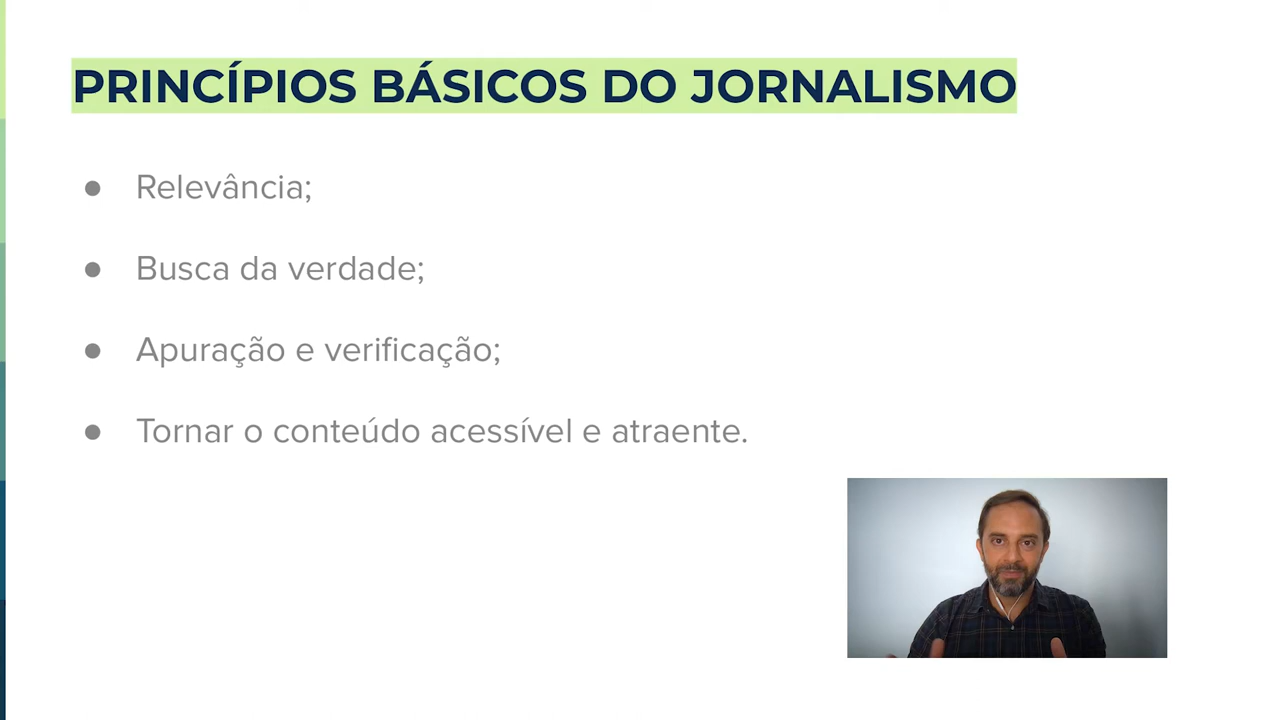 PRINCÍPIOS BÁSICOS DO JORNALISMO
● Relevância;
● Busca da verdade;
● Apuração e verificação;
● Tornar o conteúdo acessível e atraente.